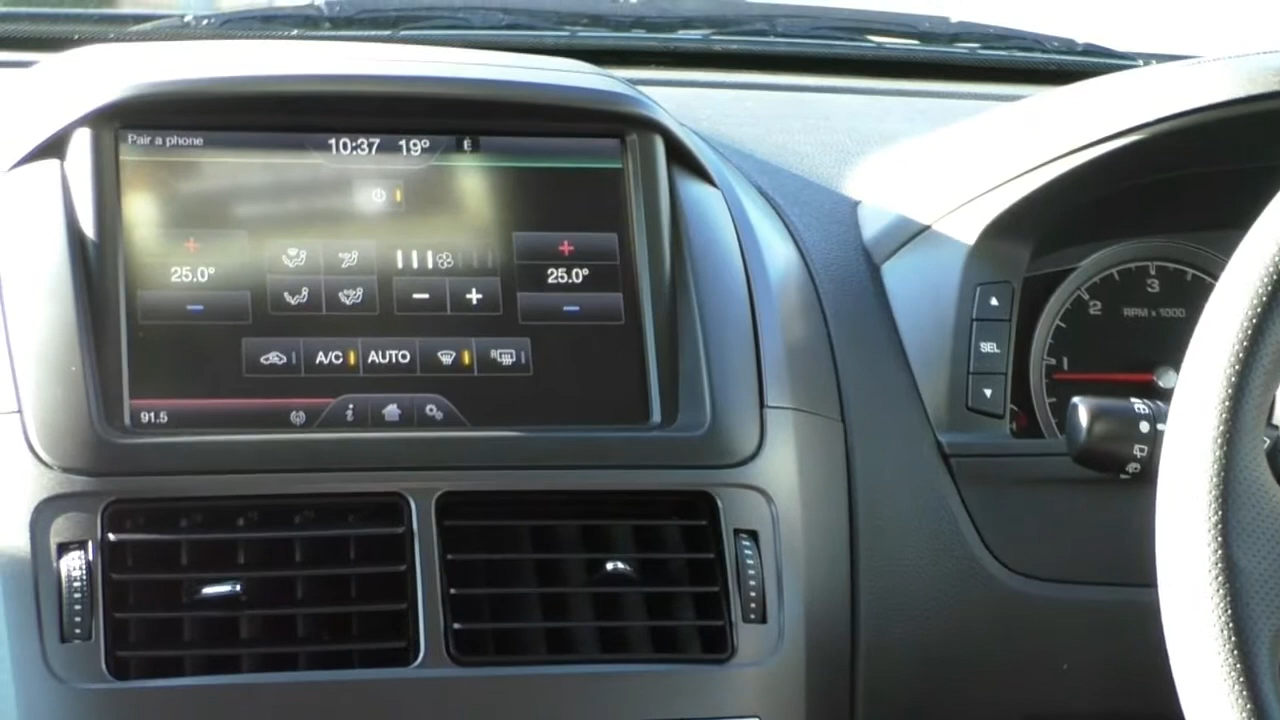 Pair a phone
10:37 19° E
25.0°
25.0°
A/C AUTO R
91.5
SEL
1 2 3
RPM x 1000